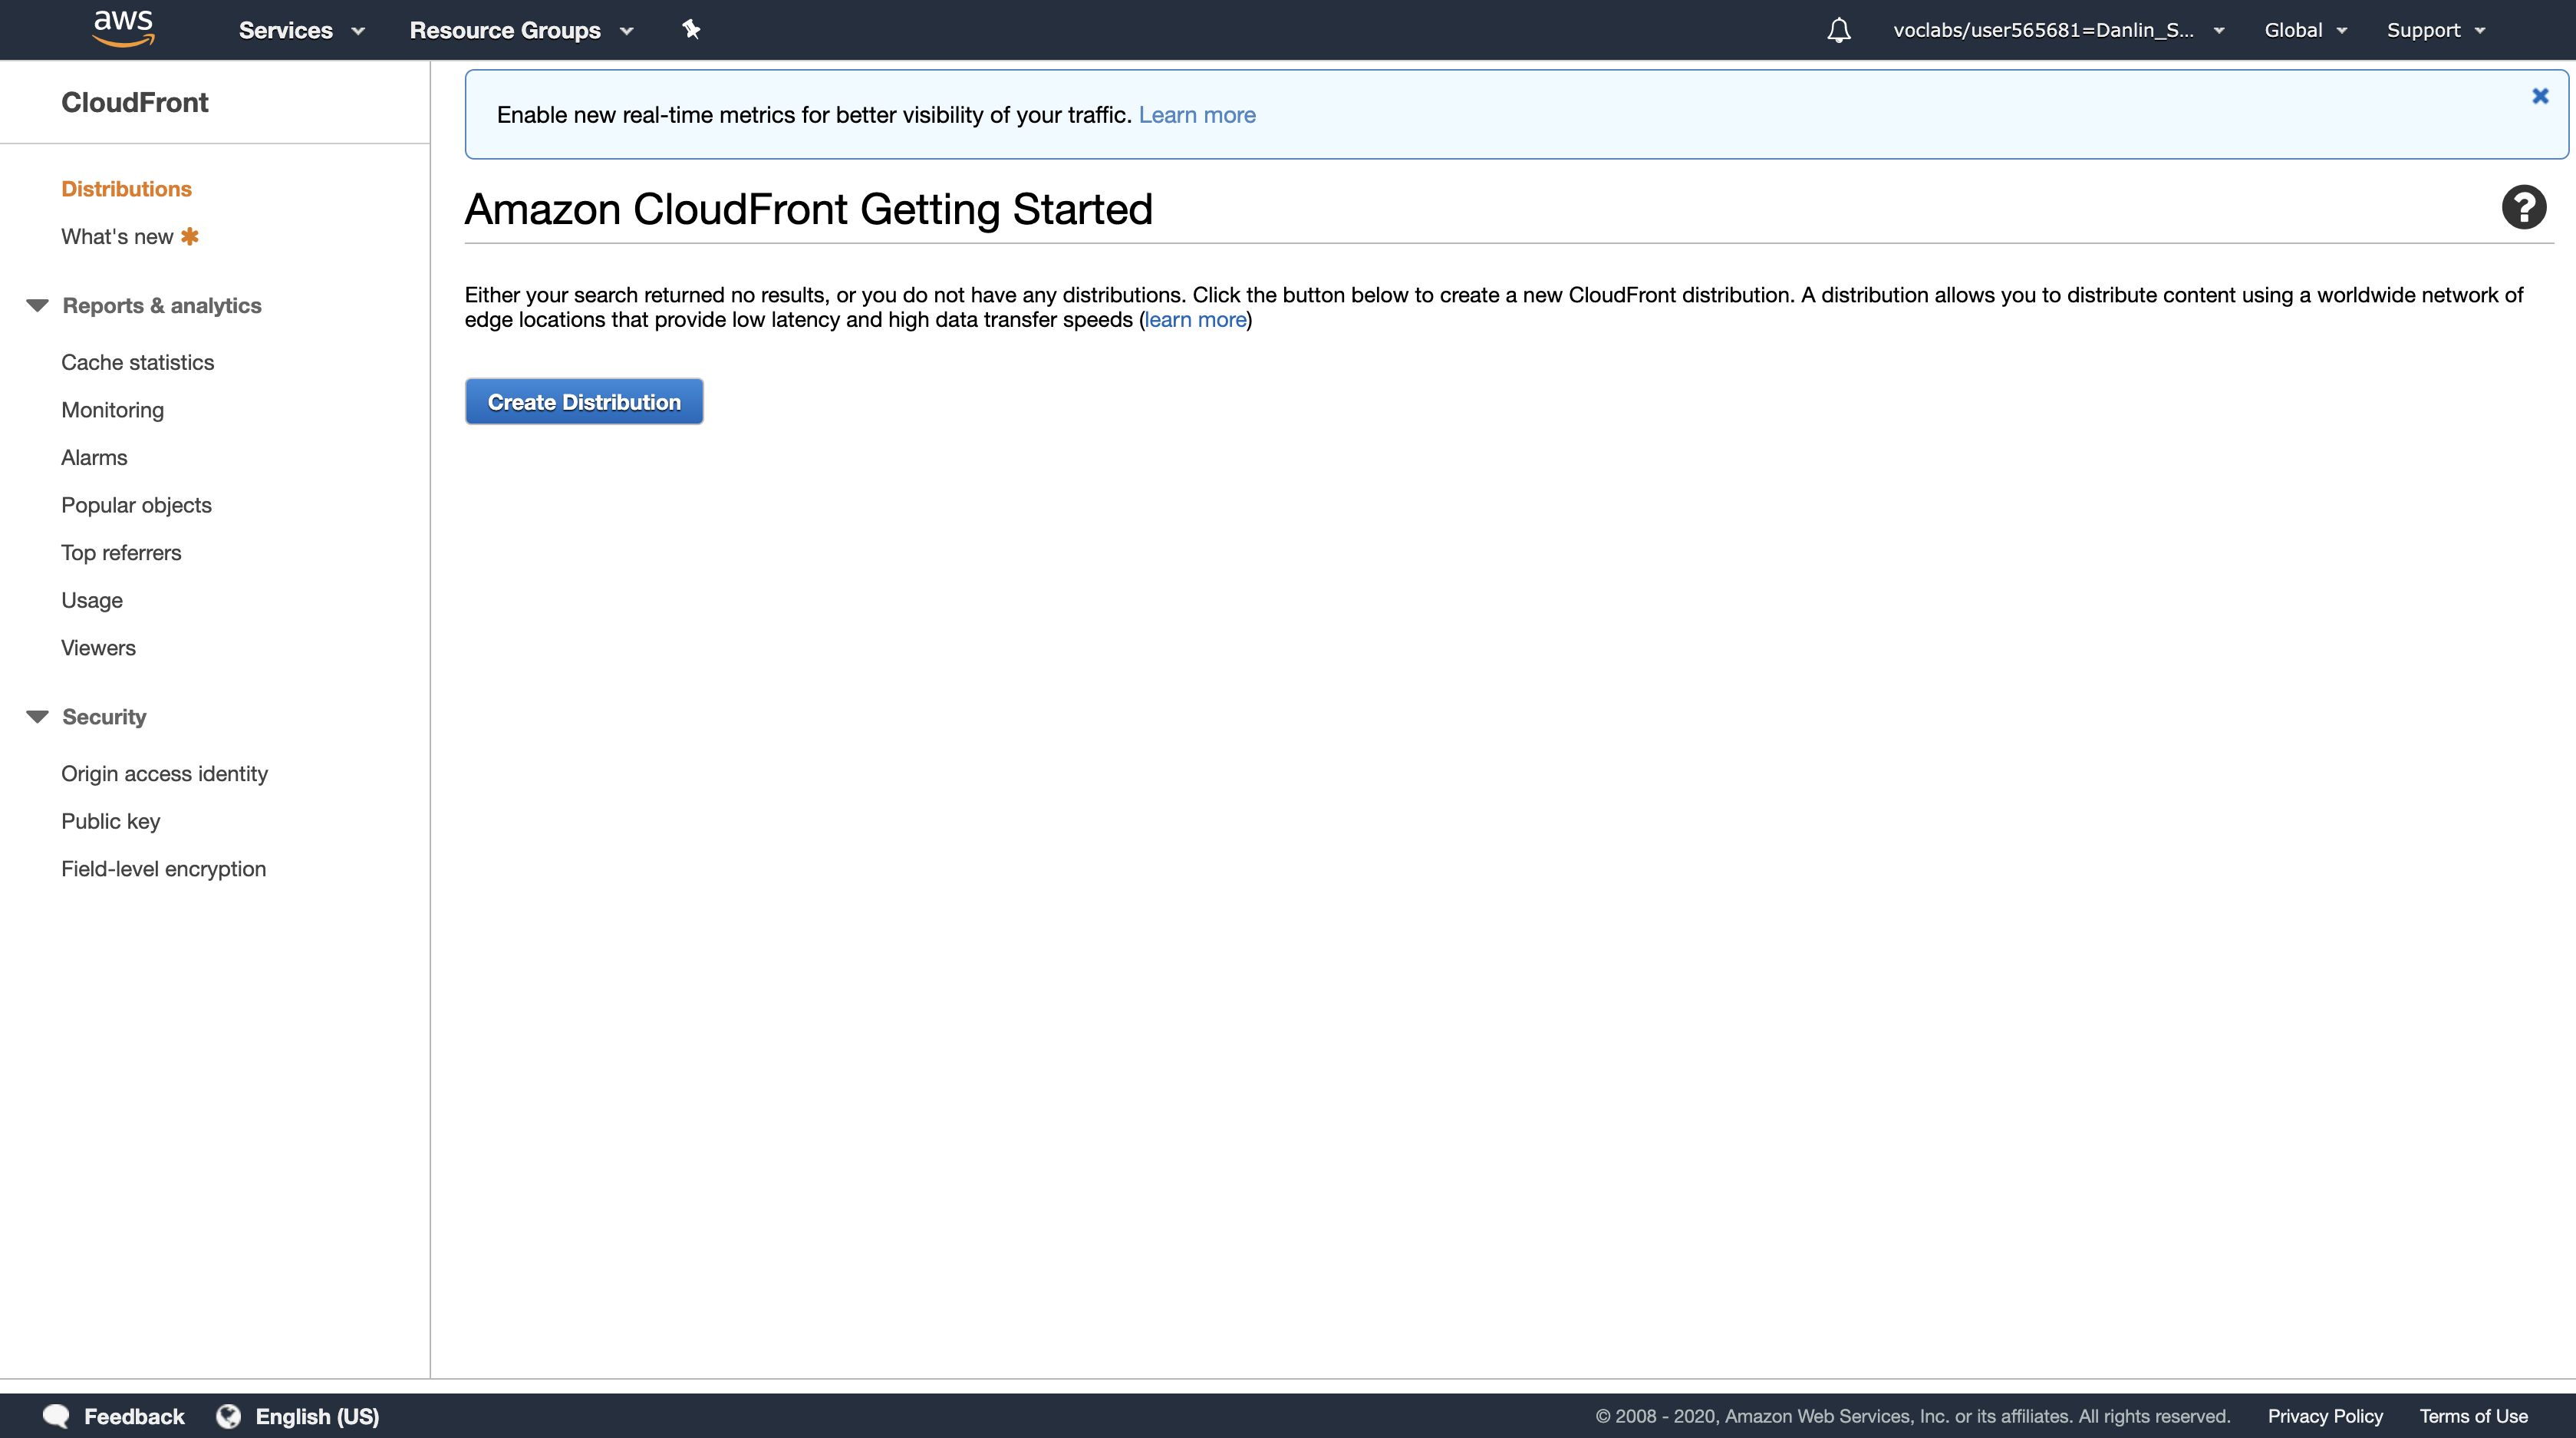 aws Services Resource Groups voclabs/user565681=Danlin_S... Global Support
CloudFront
Distributions
What's new
Reports & analytics
Cache statistics
Monitoring
Alarms
Popular objects
Top referrers
Usage
Viewers
Security
Origin access identity
Public key
Field-level encryption
Enable new real-time metrics for better visibility of your traffic. Learn more
Amazon CloudFront Getting Started
Either your search returned no results, or you do not have any distributions. Click the button below to create a new CloudFront distribution. A distribution allows you to distribute content using a worldwide network of
edge locations that provide low latency and high data transfer speeds (learn more)
Create Distribution
Feedback English (US) © 2008 - 2020, Amazon Web Services, Inc. or its affiliates. All rights reserved. Privacy Policy Terms of Use